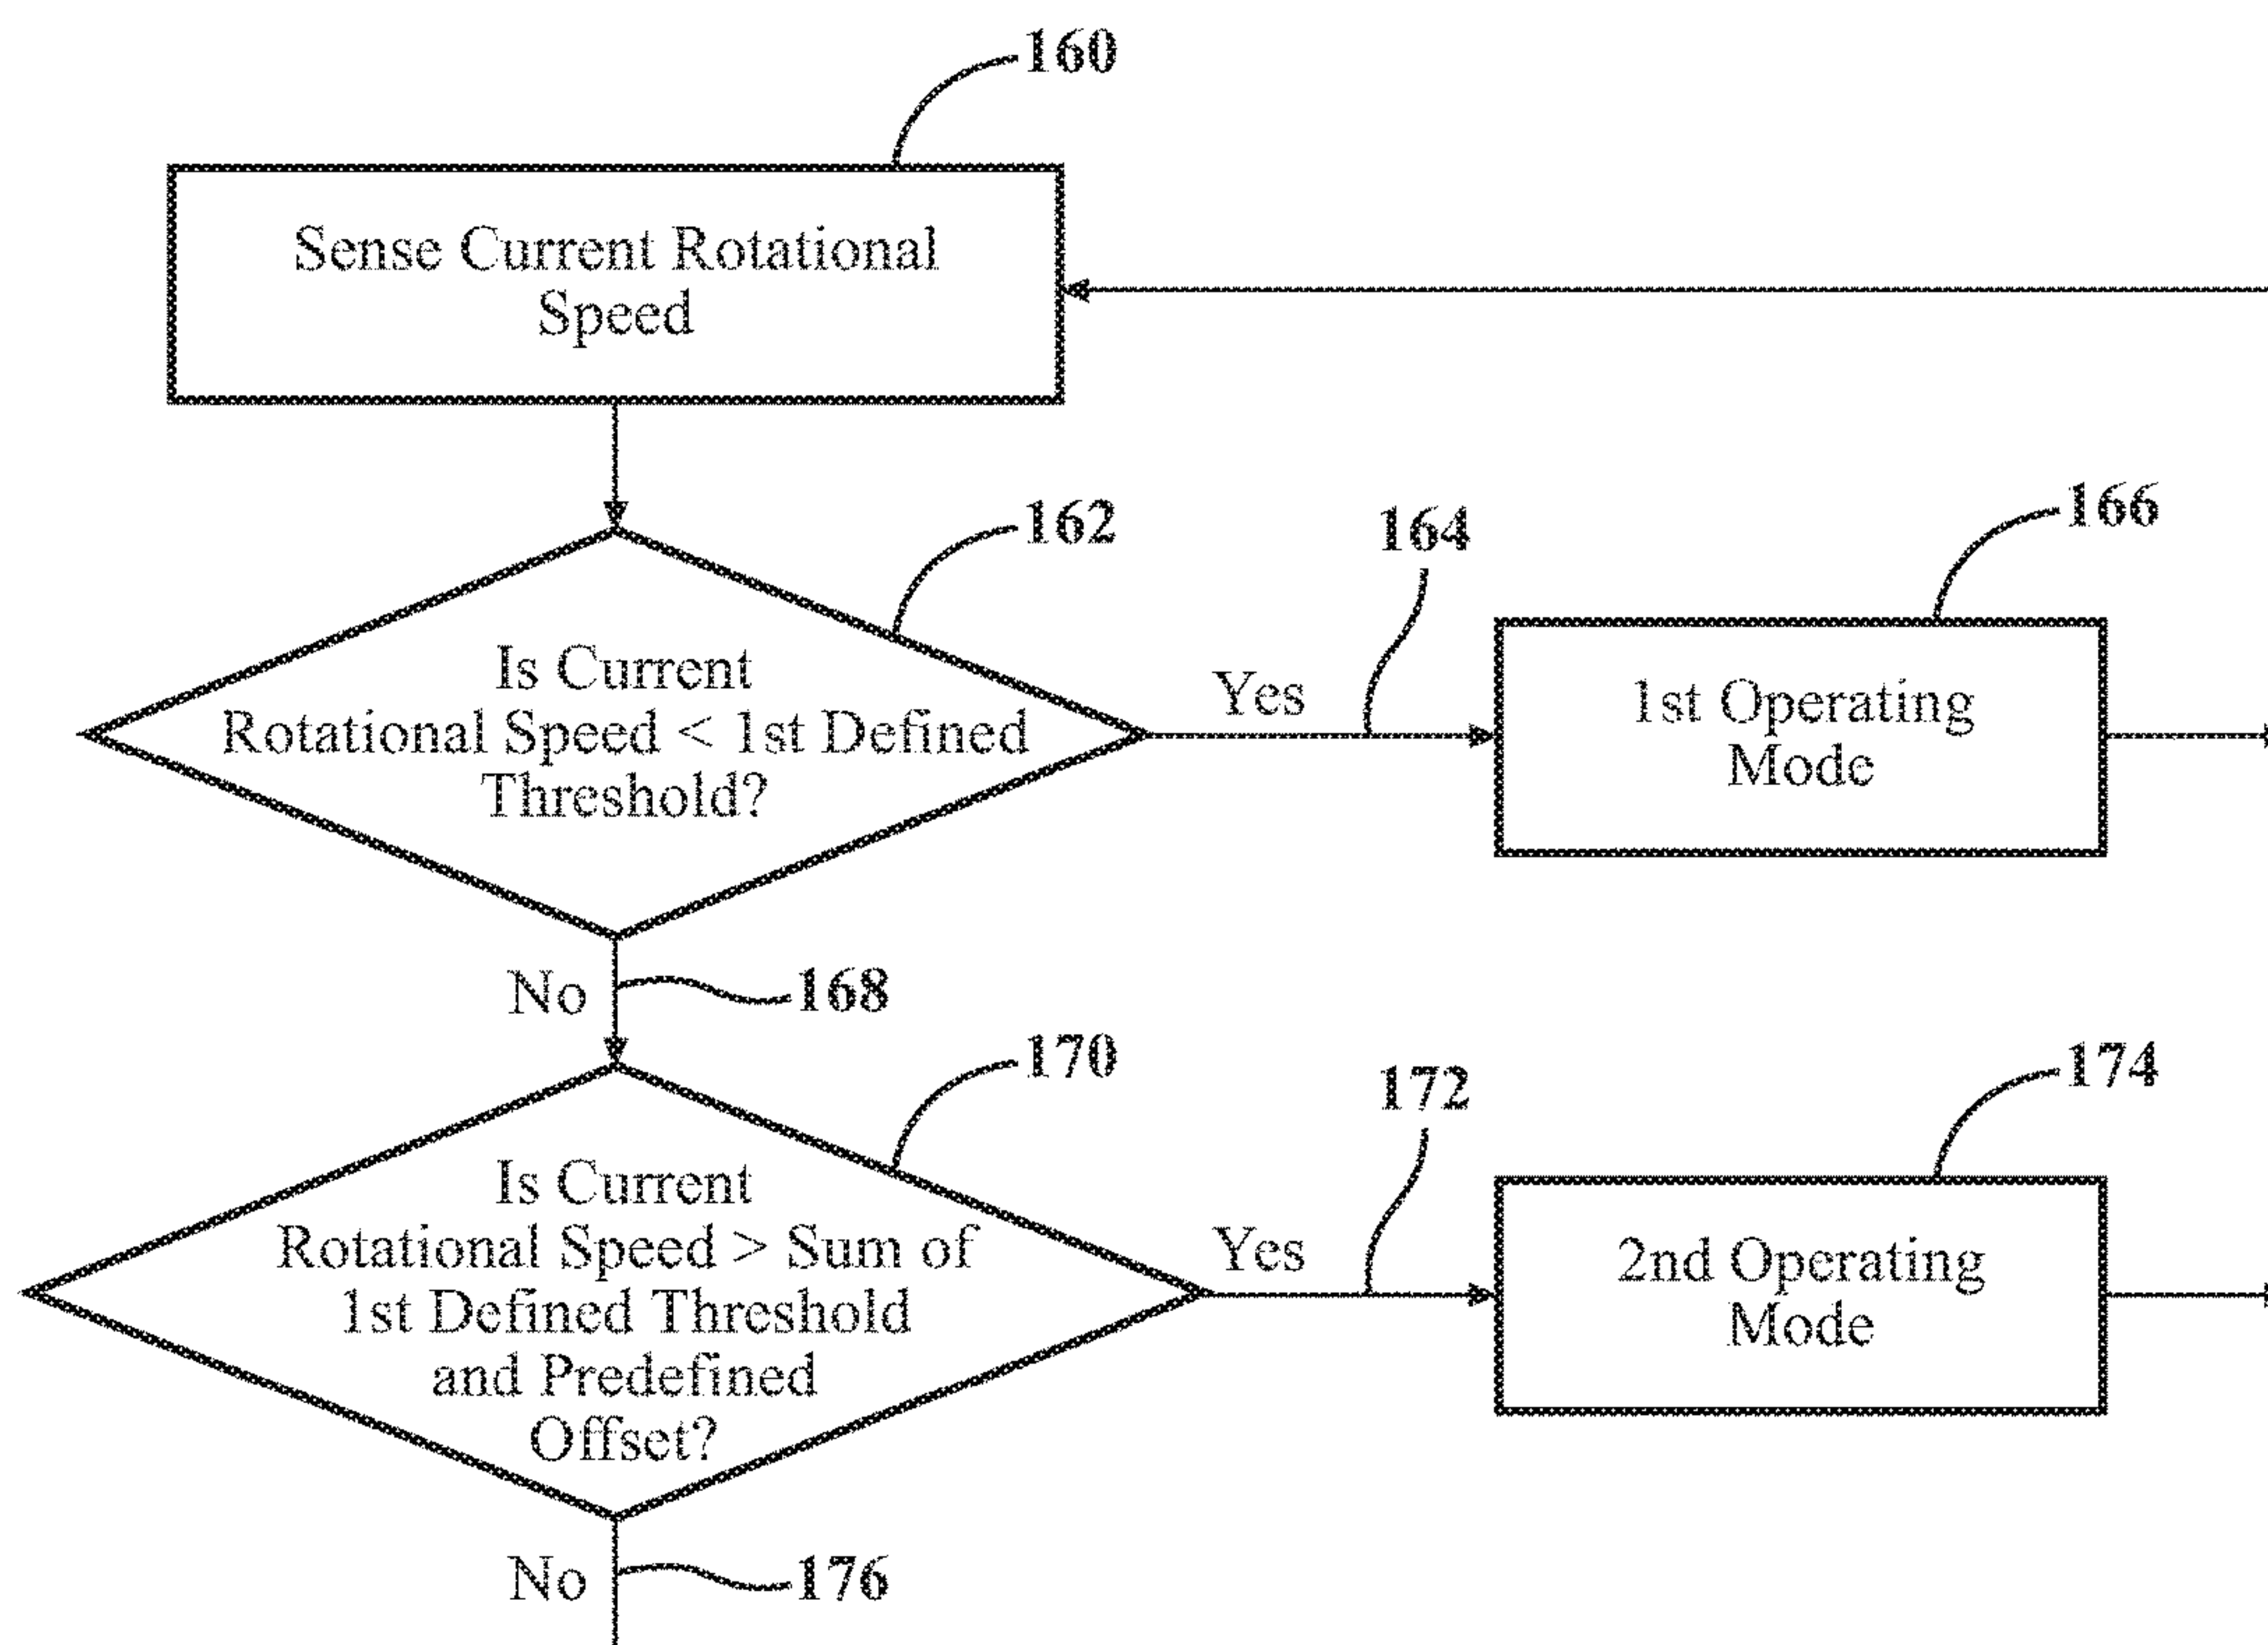 160
Sense Current Rotational
Speed
162
Is Current
Rotational Speed < 1st Defined
Threshold?
Yes
164
166
1st Operating
Mode
No
168
170
Is Current
Rotational Speed > Sum of
1st Defined Threshold
and Predefined
Offset?
Yes
172
174
2nd Operating
Mode
No
176